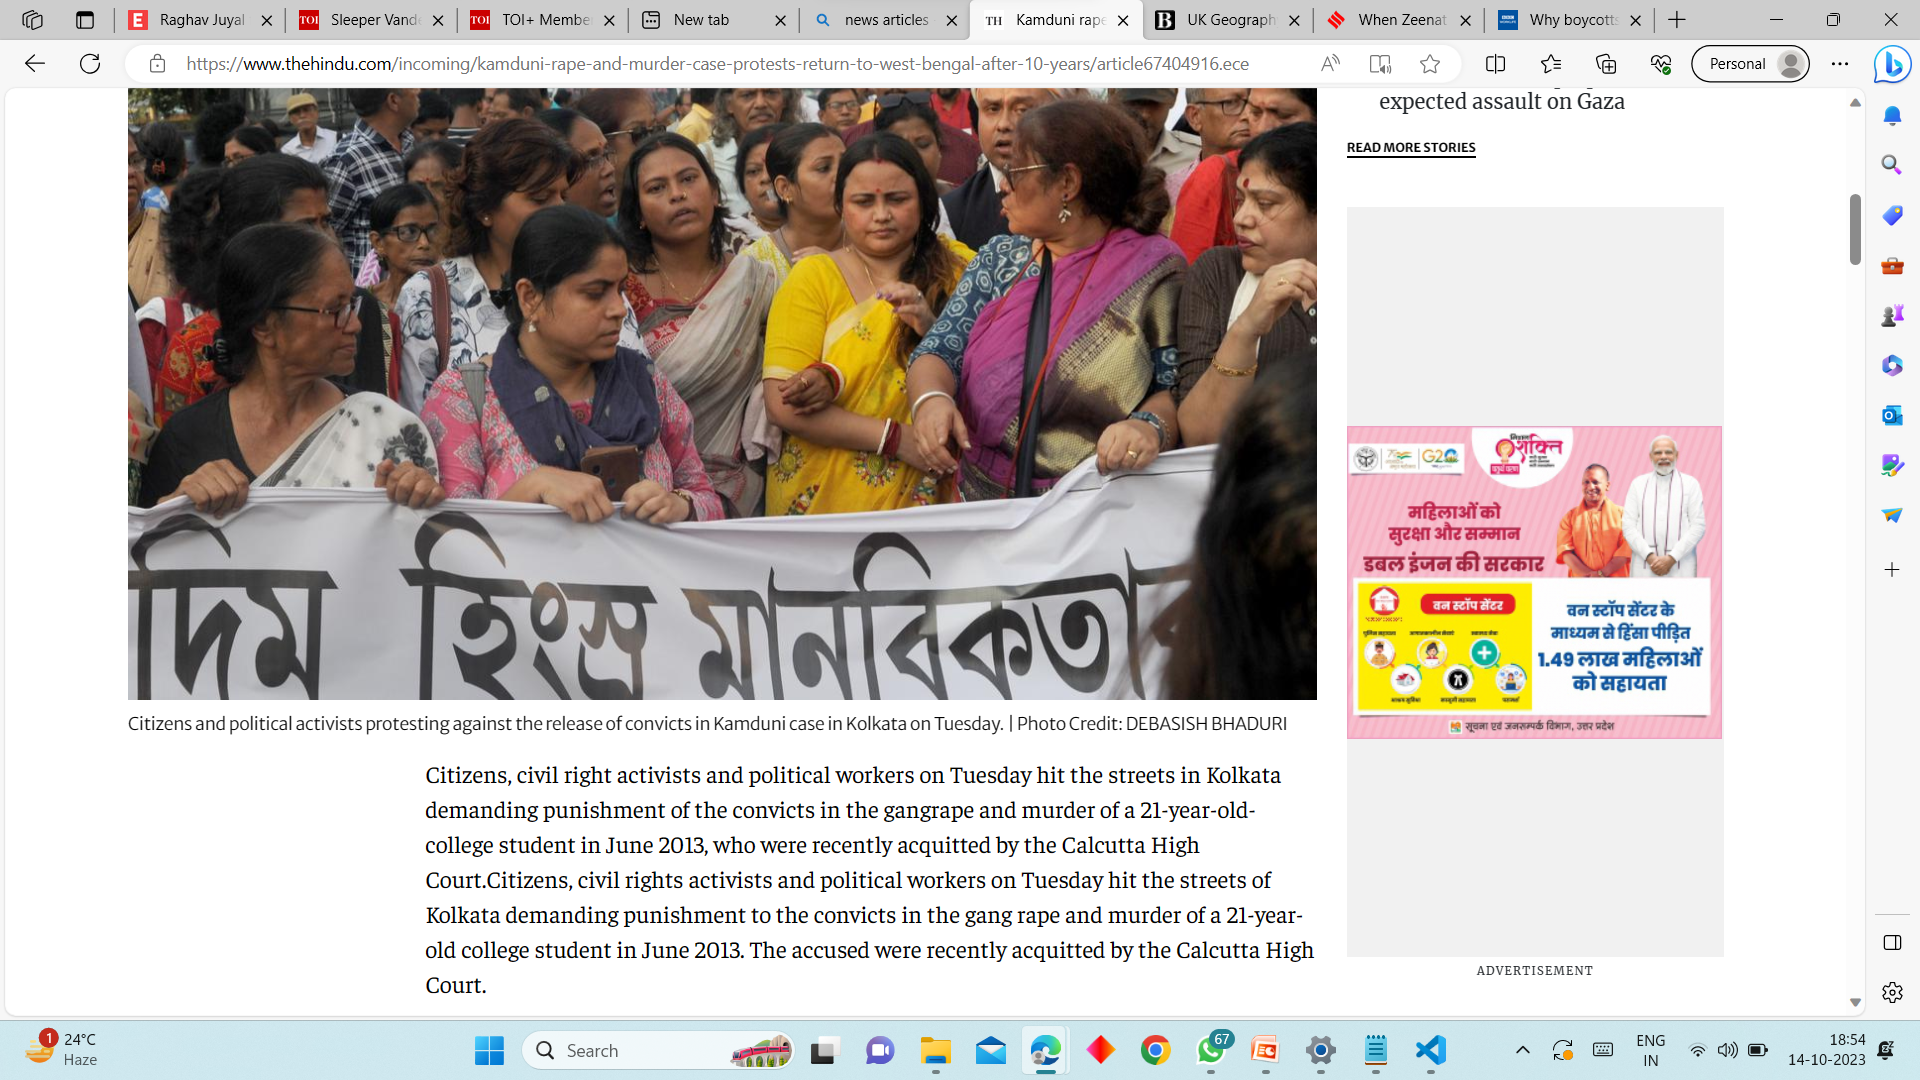 Raghav Juyal
Sleeper Vande
TOI+ Member
New tab
news articles
Kamduni rape
UK Geograph
When Zeenat
Why boycotts
https://www.thehindu.com/incoming/kamduni-rape-and-murder-case-protests-return-to-west-bengal-after-10-years/article67404916.ece
Personal
expected assault on Gaza
READ MORE STORIES
দিম হিংস্র মানবিকতা
G20
शक्ति
महिलाओं को
सुरक्षा और सम्मान
डबल इंजन की सरकार
वन स्टॉप सेंटर
वन स्टॉप सेंटर के
माध्यम से हिंसा पीड़ित
1.49 लाख महिलाओं
को सहायता
सूचना एवं जनसम्पर्क विभाग, उत्तर प्रदेश
Citizens and political activists protesting against the release of convicts in Kamduni case in Kolkata on Tuesday. | Photo Credit: DEBASISH BHADURI
Citizens, civil right activists and political workers on Tuesday hit the streets in Kolkata
demanding punishment of the convicts in the gangrape and murder of a 21-year-old-
college student in June 2013, who were recently acquitted by the Calcutta High
Court.Citizens, civil rights activists and political workers on Tuesday hit the streets of
Kolkata demanding punishment to the convicts in the gang rape and murder of a 21-year-
old college student in June 2013. The accused were recently acquitted by the Calcutta High
Court.
ADVERTISEMENT
1
24°C
Haze
Search
67
ENG
IN
18:54
14-10-2023